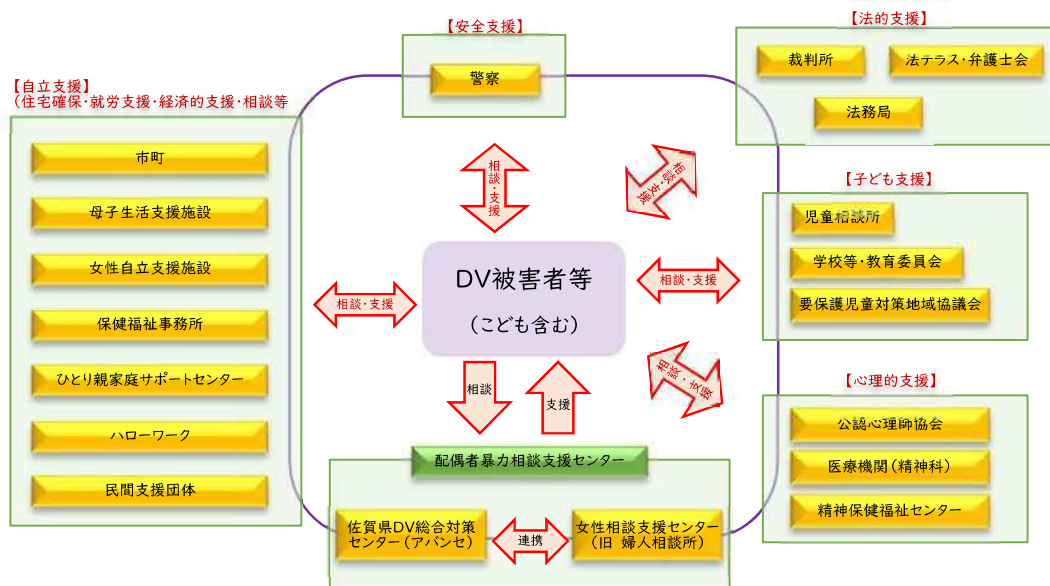 【安全支援】
警察
【法的支援】
裁判所
法テラス・弁護士会
法務局
【自立支援】
(住宅確保・就労支援・経済的支援・相談等
市町
母子生活支援施設
女性自立支援施設
保健福祉事務所
ひとり親家庭サポートセンター
ハローワーク
民間支援団体
相談・支援
相談・支援
【子ども支援】
児童相談所
学校等・教育委員会
要保護児童対策地域協議会
DV被害者等
(こども含む)
相談・支援
相談・支援
相談・支援
相談
支援
【心理的支援】
公認心理師協会
医療機関(精神科)
精神保健福祉センター
配偶者暴力相談支援センター
佐賀県DV総合対策
センター(アバンセ)
連携
女性相談支援センター
(旧 婦人相談所)